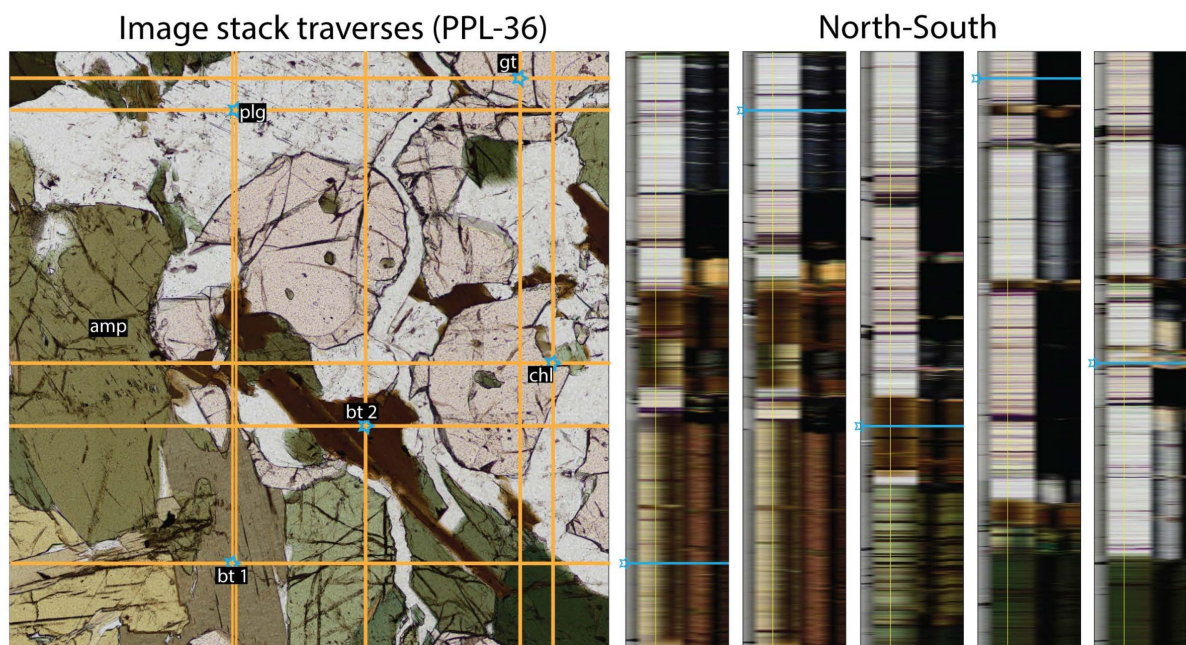 Image stack traverses (PPL-36)
North-South
gt
plg
amp
chl
bt 2
bt 1